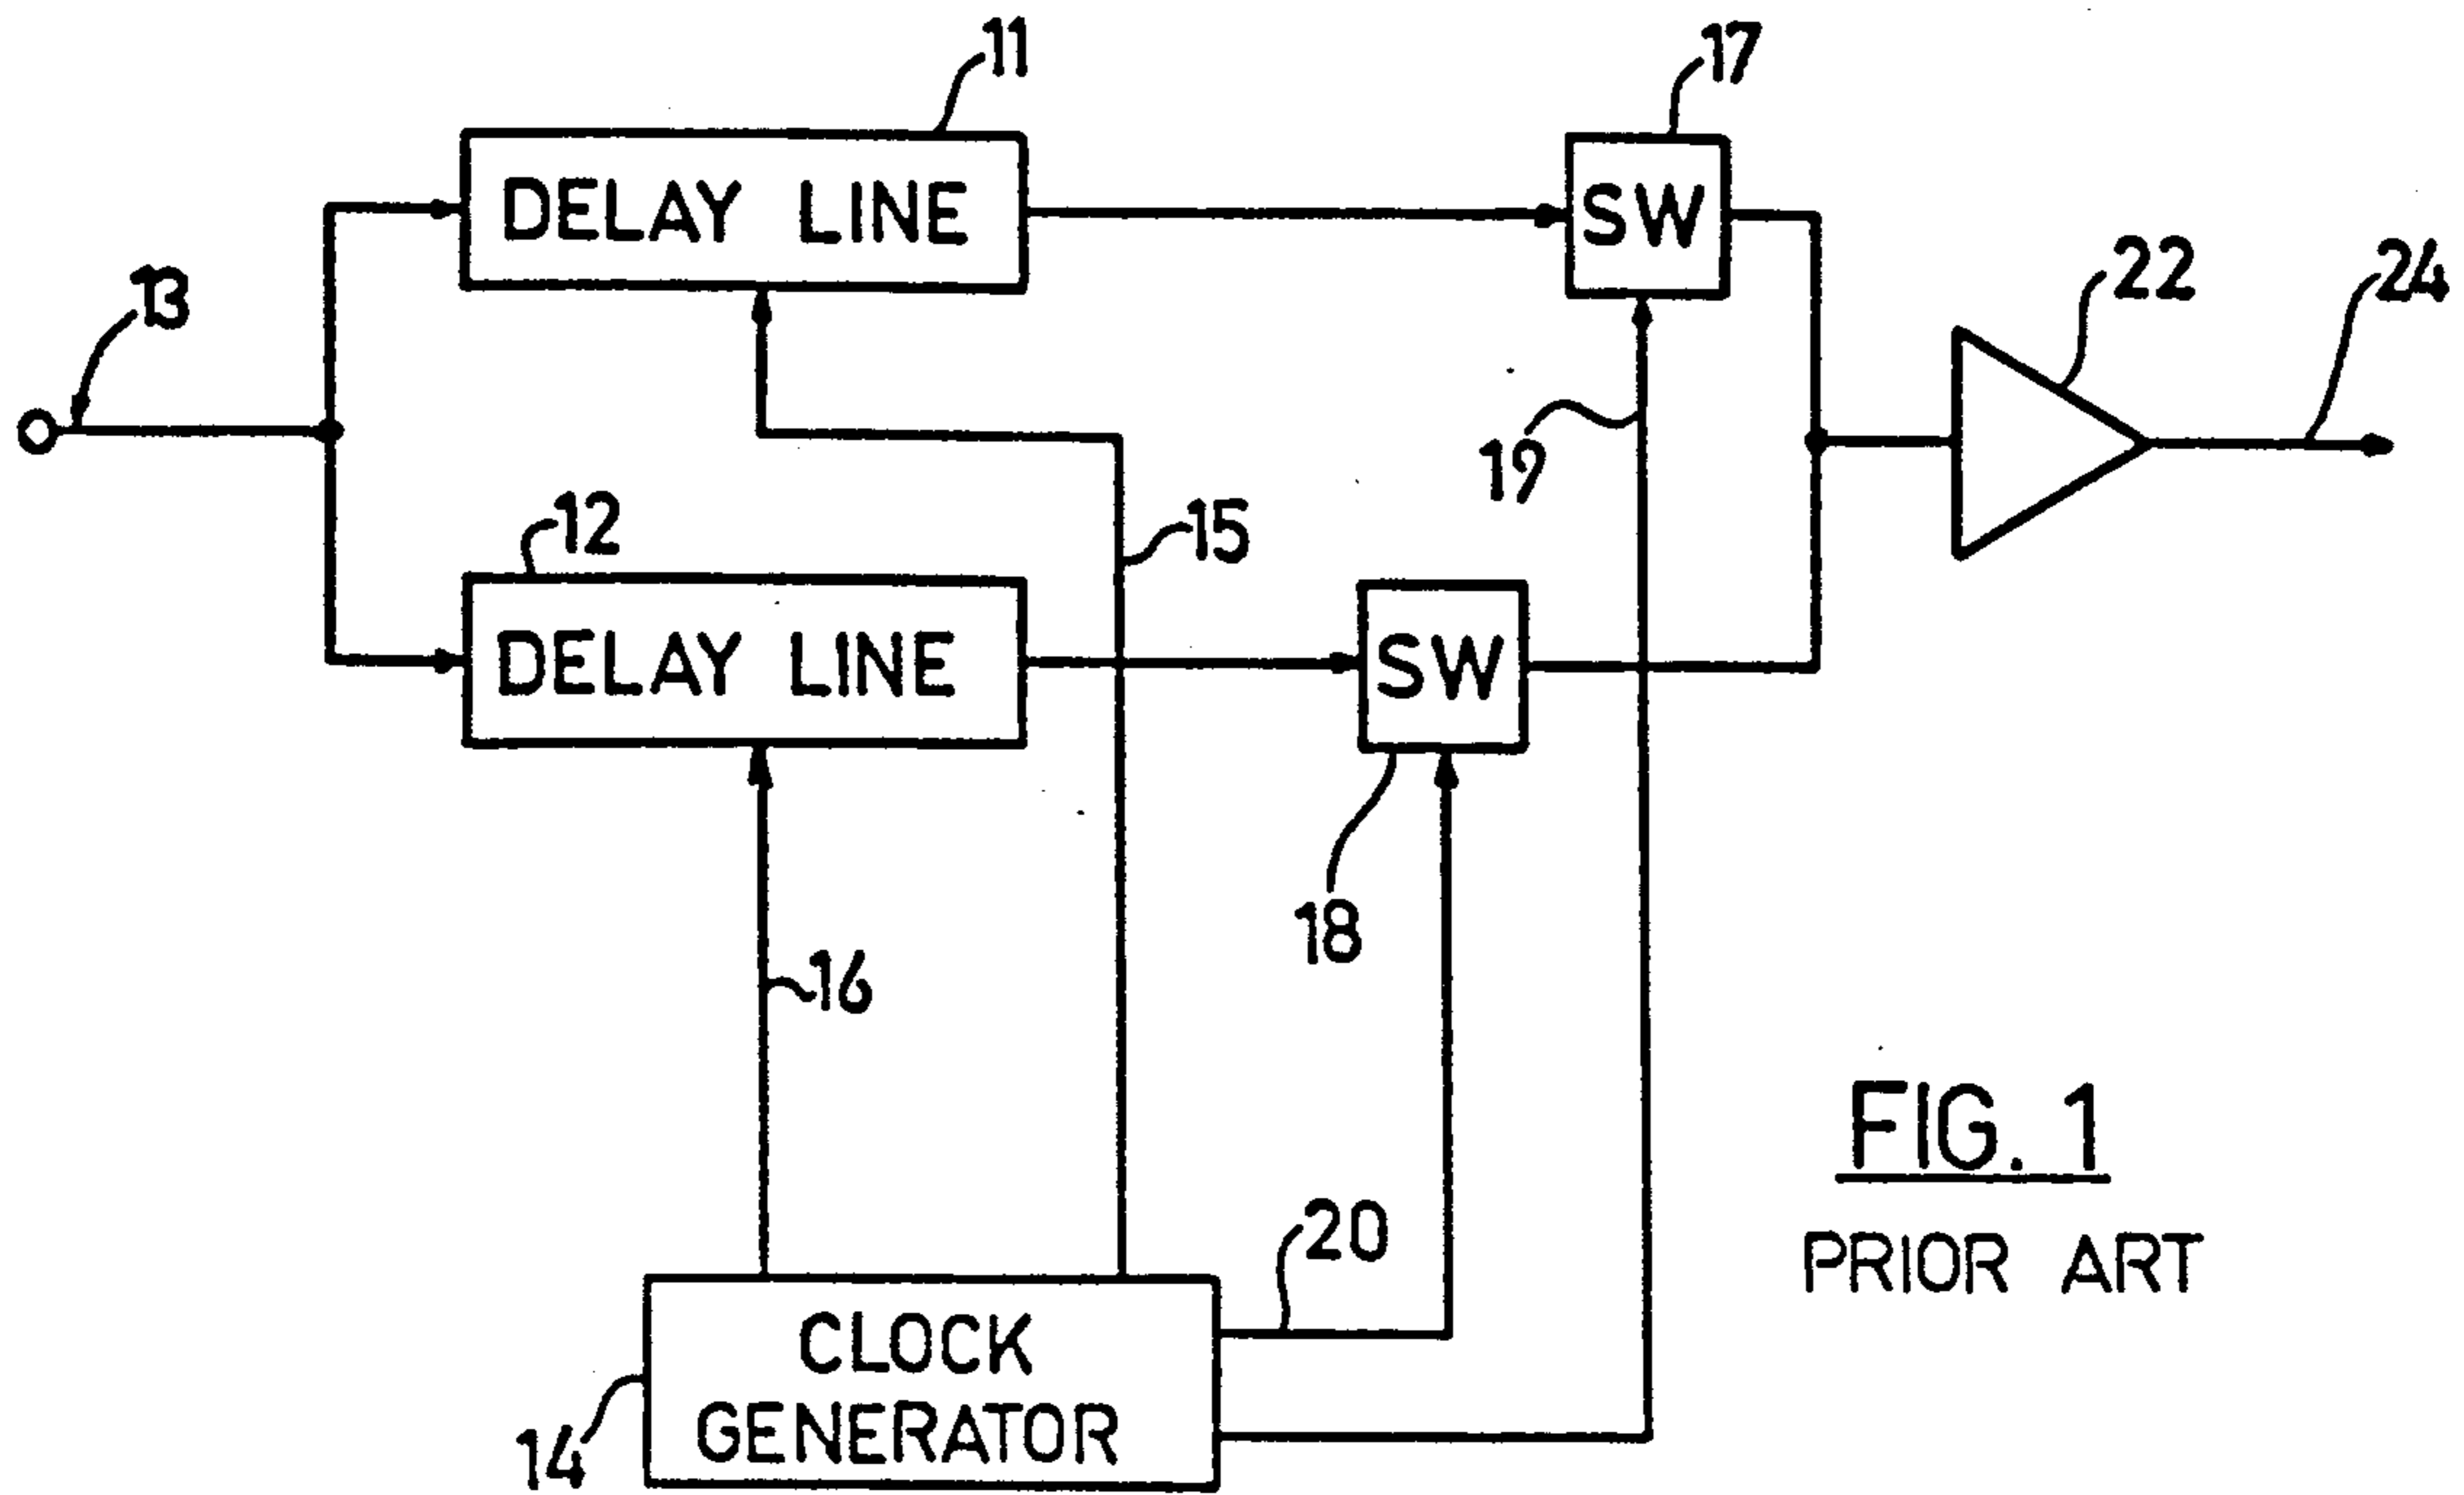 11
17
DELAY LINE
SW
13
22
24
19
12
15
DELAY LINE
SW
18
16
20
CLOCK
GENERATOR
14
FIG. 1
PRIOR ART